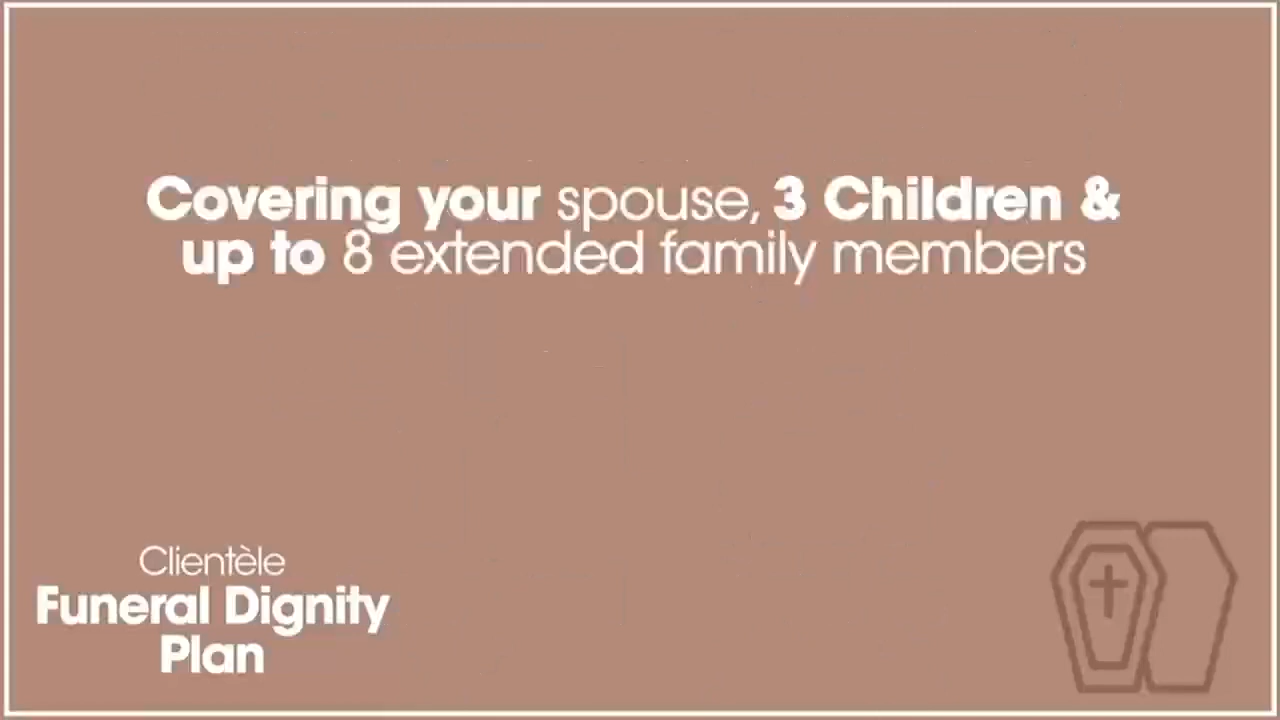 Covering your spouse, 3 Children &
up to 8 extended family members
Clientèle
Funeral Dignity
Plan